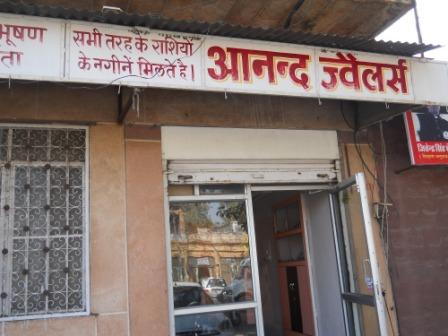 भूषण
सभी तरह के राशियों
के नगीनें मिलते है।
आनन्द ज्वैलर्स